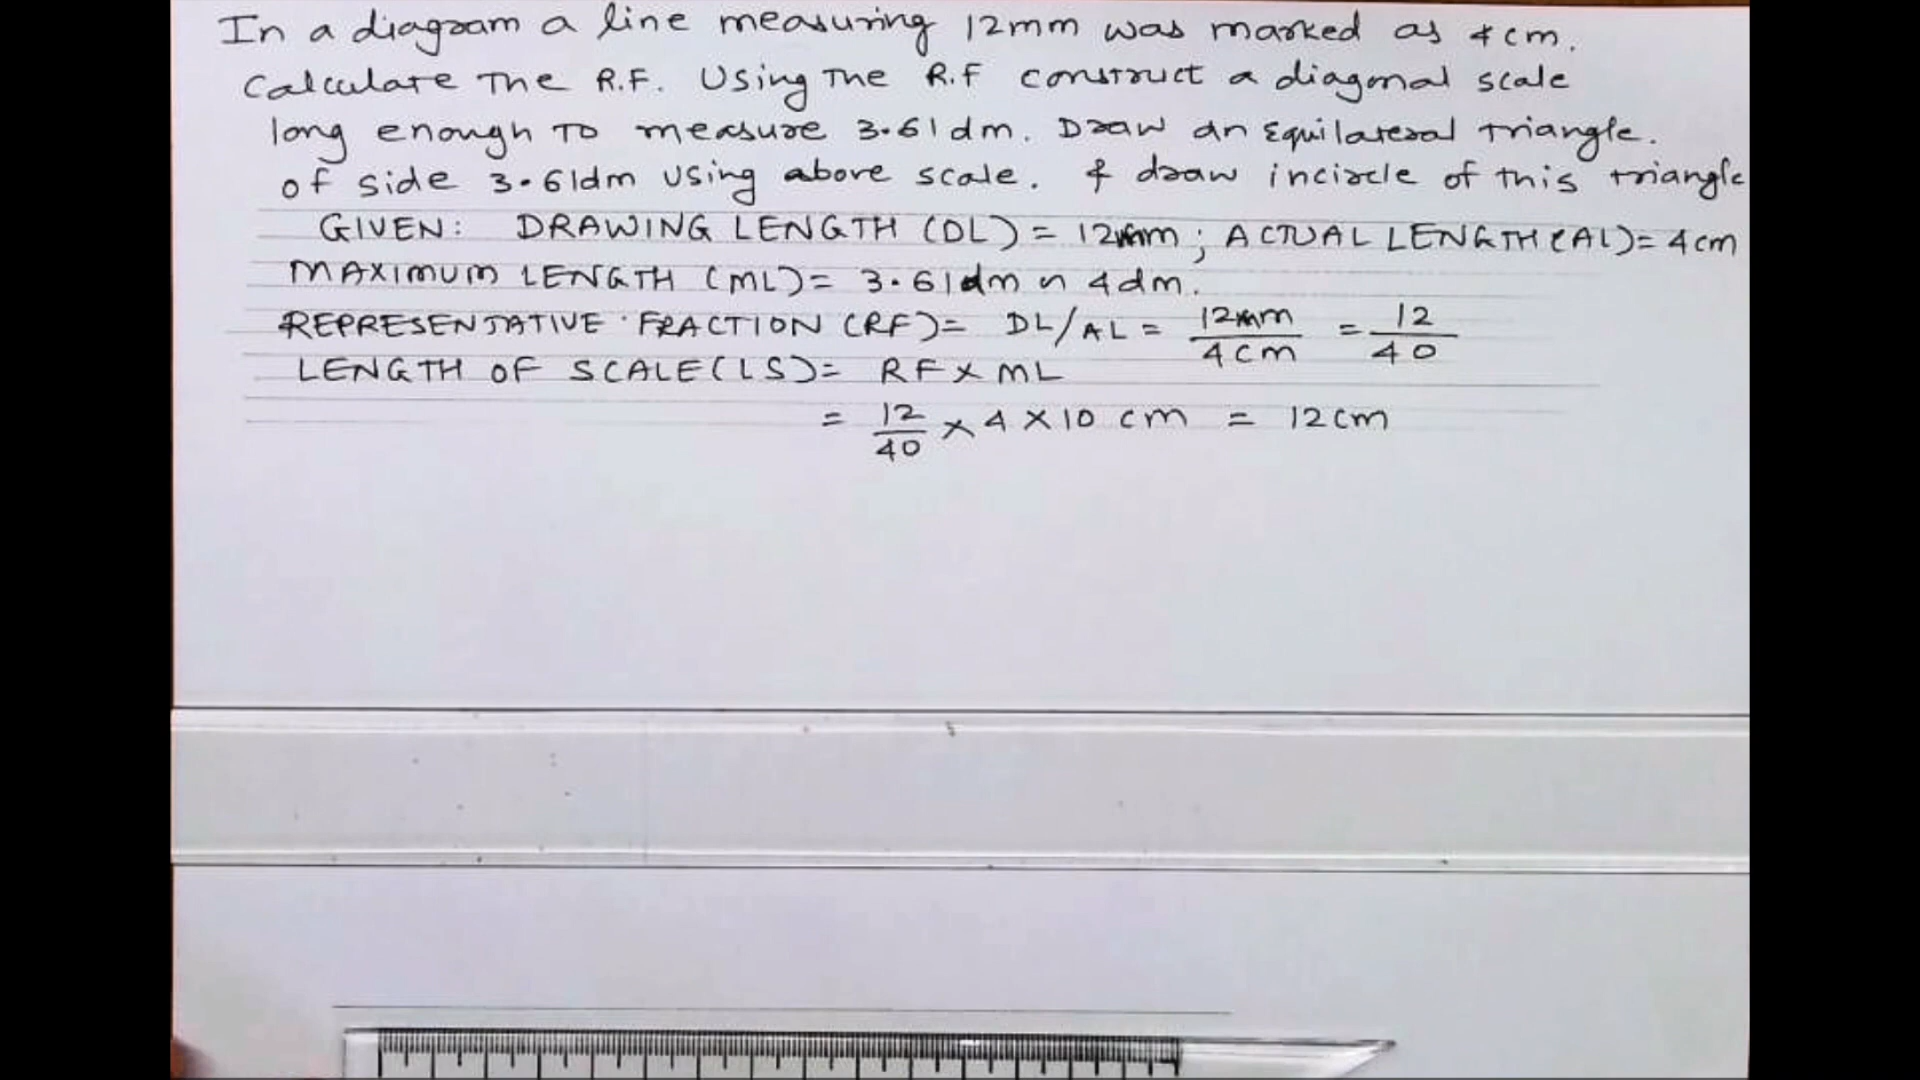 In a diagram a line measuring 12mm was marked as 4cm.
Calculate The R.F. Using The R.F construct a diagonal scale
long enough To measure 3.61dm. Draw an Equilateral triangle.
of side 3.61dm using above scale. & draw incircle of this triangle
GIVEN: DRAWING LENGTH (DL) = 12mm; ACTUAL LENGTH (AL) = 4cm
MAXIMUM LENGTH (ML) = 3.61dm ∩ 4dm.
REPRESENTATIVE FRACTION (RF) = DL/AL = 12mm/4cm = 12/40
LENGTH OF SCALE (LS) = RF × ML
= 12/40 × 4 × 10 cm = 12cm